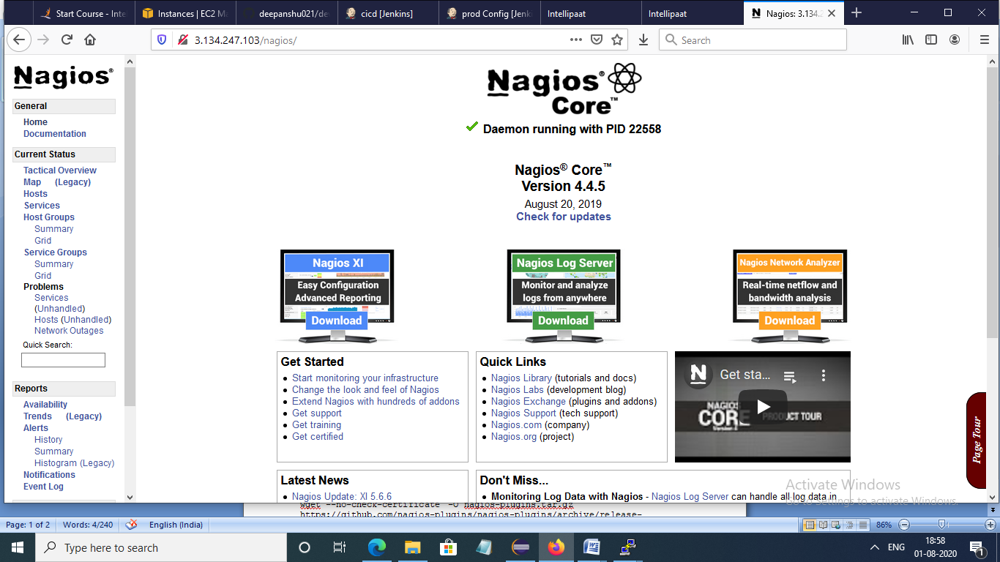 Start Course - Inte
Instances | EC2 Ma
deepanshu021/de
cicd [Jenkins]
prod Config [Jenk
Intellipaat
Intellipaat
Nagios: 3.134.2
3.134.247.103/nagios/
Search
Nagios®
General
Home
Documentation
Current Status
Tactical Overview
Map (Legacy)
Hosts
Services
Host Groups
Summary
Grid
Service Groups
Summary
Grid
Problems
Services
(Unhandled)
Hosts (Unhandled)
Network Outages
Quick Search:
Reports
Availability
Trends (Legacy)
Alerts
History
Summary
Histogram (Legacy)
Notifications
Event Log
Nagios®
Core™
Daemon running with PID 22558
Nagios® Core™
Version 4.4.5
August 20, 2019
Check for updates
Nagios XI
Easy Configuration
Advanced Reporting
Download
Nagios Log Server
Monitor and analyze
logs from anywhere
Download
Nagios Network Analyzer
Real-time netflow and
bandwidth analysis
Download
Get Started
Start monitoring your infrastructure
Change the look and feel of Nagios
Extend Nagios with hundreds of addons
Get support
Get training
Get certified
Quick Links
Nagios Library (tutorials and docs)
Nagios Labs (development blog)
Nagios Exchange (plugins and addons)
Nagios Support (tech support)
Nagios.com (company)
Nagios.org (project)
N Get sta...
NAGIOS
CORE PRODUCT TOUR
Page Tour
Latest News
Nagios Update: XI 5.6.6
Don't Miss...
Monitoring Log Data with Nagios - Nagios Log Server can handle all log data in
Activate Windows
Go to Settings to activate Windows.
wget --no-check-certificate -O nagios-plugins.tar.gz
https://github.com/nagios-plugins/nagios-plugins/archive/release-
Page: 1 of 2 Words: 4/240 English (India) 86%
Type here to search
ENG
18:58
01-08-2020
1